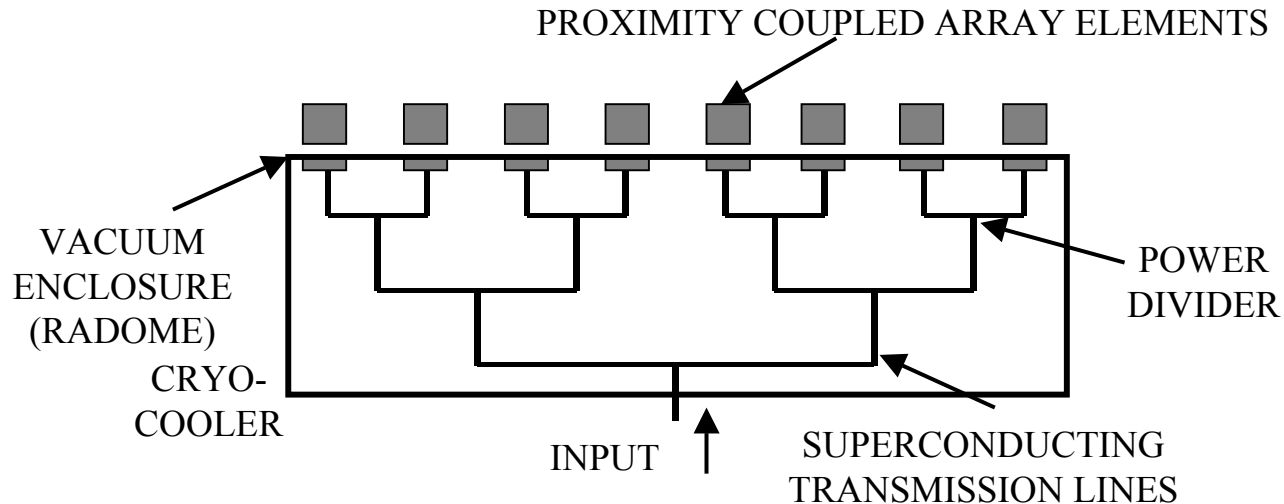 PROXIMITY COUPLED ARRAY ELEMENTS
VACUUM
ENCLOSURE
(RADOME)
POWER
DIVIDER
CRYO-
COOLER
INPUT
SUPERCONDUCTING
TRANSMISSION LINES